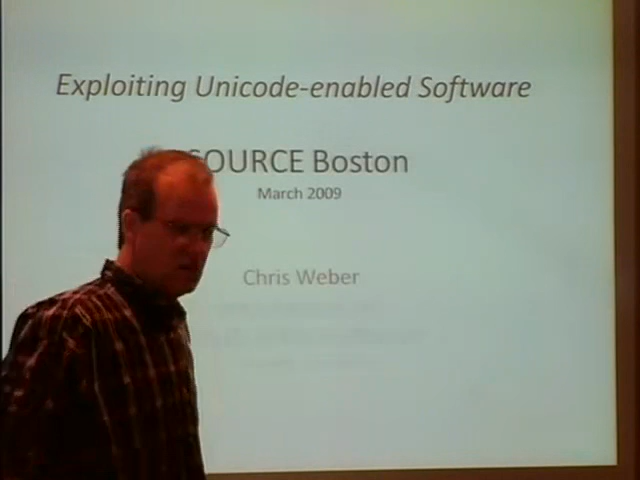 Exploiting Unicode-enabled Software
SOURCE Boston
March 2009
Chris Weber